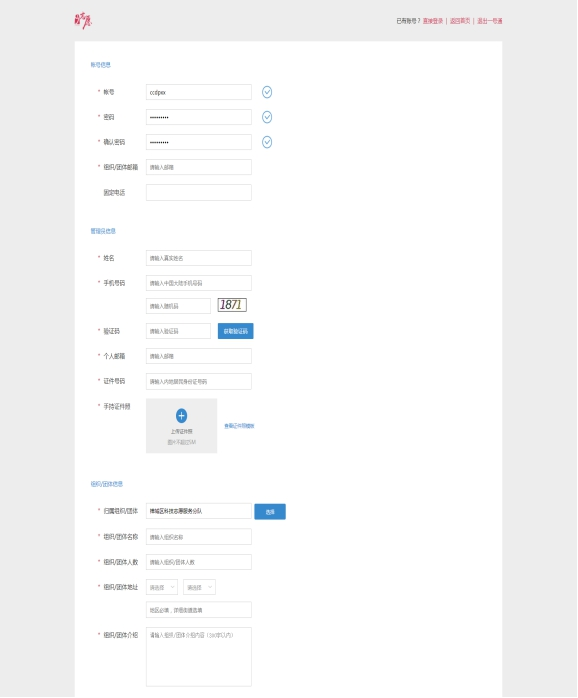 已有账号？ 直接登录 | 返回首页 | 退出一号通
账号信息
* 账号 ccdpxx
* 密码 •••••••••
* 确认密码 •••••••••
* 组织/团体邮箱 请输入邮箱
固定电话
管理员信息
* 姓名 请输入真实姓名
* 手机号码 请输入中国大陆手机号码
请输入随机码 1871
* 验证码 请输入验证码 获取验证码
* 个人邮箱 请输入邮箱
* 证件号码 请输入内地居民身份证号码
* 手持证件照
上传证件照
图片不超过5M
查看证件照模板
组织/团体信息
* 归属组织/团体 槐城区科技志愿服务分队 选择
* 组织/团体名称 请输入组织名称
* 组织/团体人数 请输入组织/团体人数
* 组织/团体地址 请选择 请选择
地区必填，详细街道选填
* 组织/团体介绍 请输入组织/团体介绍内容（500字以内）